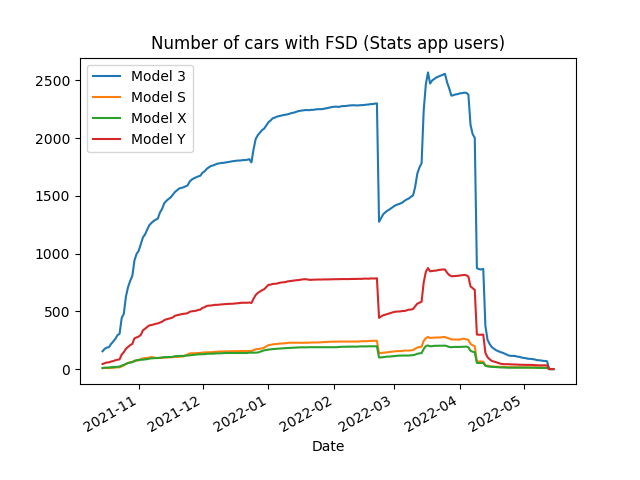 Number of cars with FSD (Stats app users)
Model 3
Model S
Model X
Model Y
2500
2000
1500
1000
500
0
2021-11
2021-12
2022-01
2022-02
2022-03
2022-04
2022-05
Date